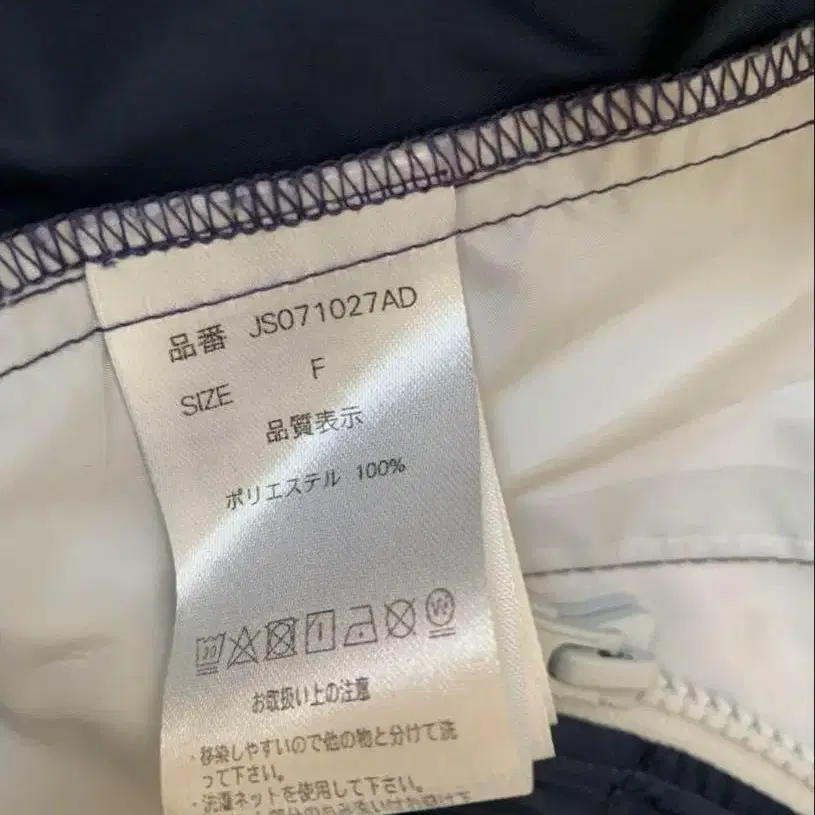 品番 JS071027AD
SIZE F
品質表示
ポリエステル 100%
お取扱い上の注意
・移染しやすいので他の物と分けて洗
って下さい。
・洗濯ネットを使用して下さい。